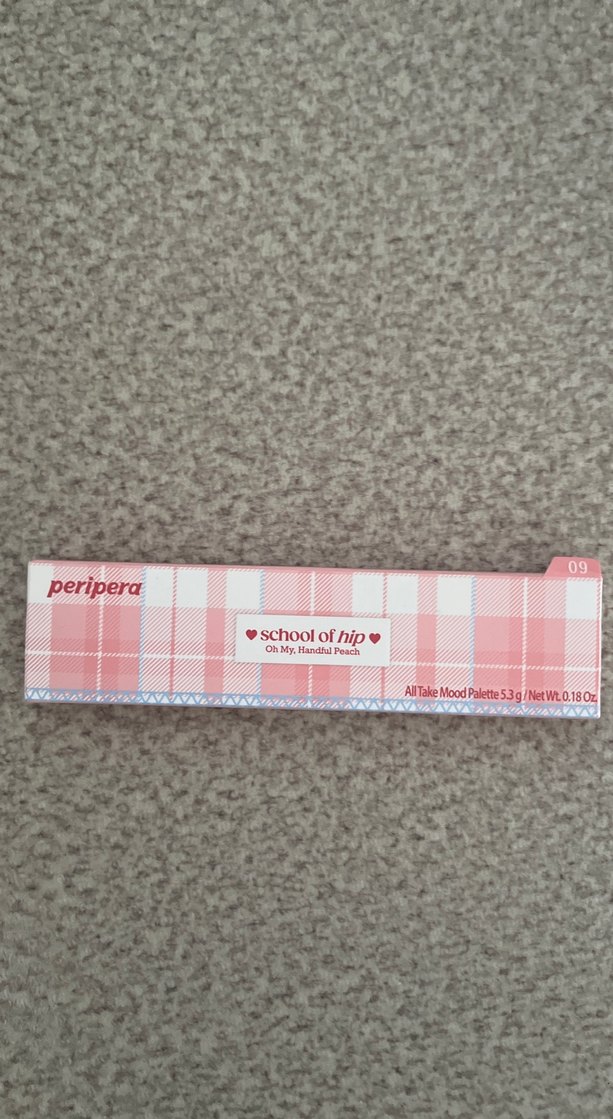 09
peripera
♥ school of hip ♥
Oh My, Handful Peach
All Take Mood Palette 5.3 g / Net Wt. 0.18 Oz.